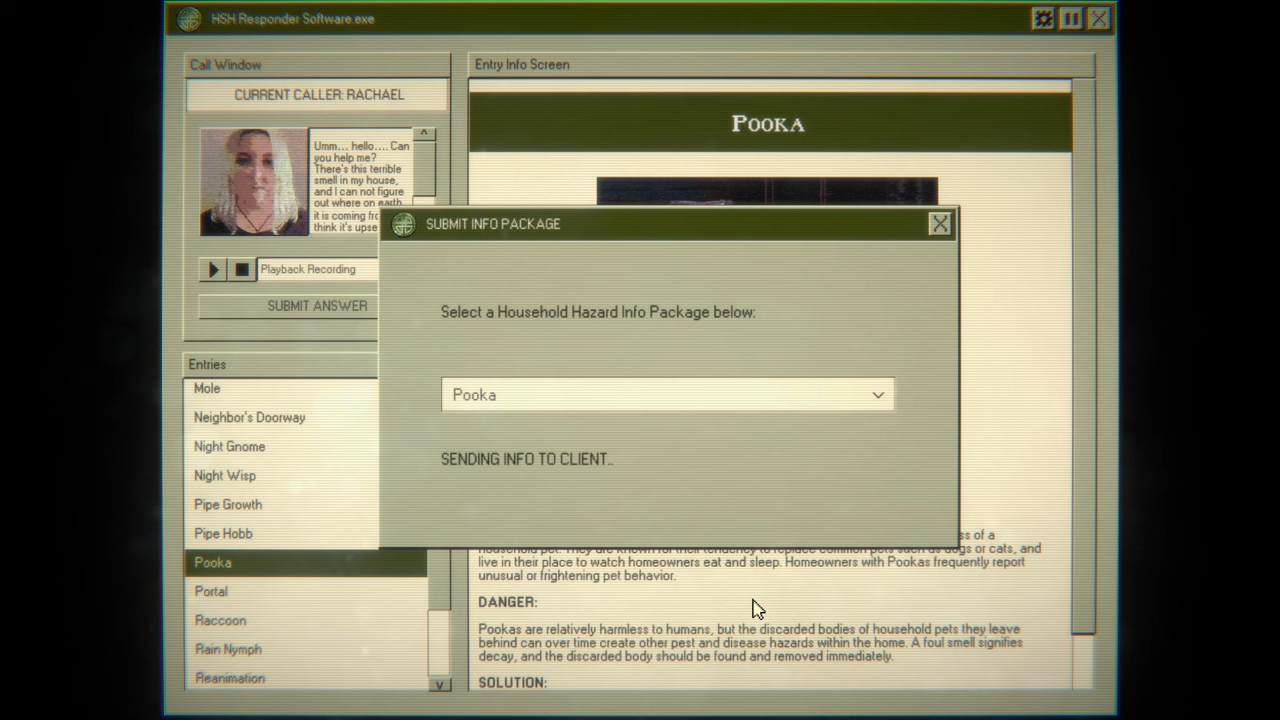 HSH Responder Software.exe
Call Window
CURRENT CALLER: RACHAEL
Umm... hello.... Can
you help me?
There's this terrible
smell in my house,
and I can not figure
out where on earth
it is coming
think it's
Playback Recording
SUBMIT ANSWER
Entries
Mole
Neighbor's Doorway
Night Gnome
Night Wisp
Pipe Growth
Pipe Hobb
Pooka
Portal
Raccoon
Rain Nymph
Reanimation
Entry Info Screen
Pooka
SUBMIT INFO PACKAGE
Select a Household Hazard Info Package below:
Pooka
SENDING INFO TO CLIENT..
of a
household pet. They are known for their tendency to replace common pets such as dogs or cats, and
live in their place to watch homeowners eat and sleep. Homeowners with Pookas frequently report
unusual or frightening pet behavior.
DANGER:
Pookas are relatively harmless to humans, but the discarded bodies of household pets they leave
behind can over time create other pest and disease hazards within the home. A foul smell signifies
decay, and the discarded body should be found and removed immediately.
SOLUTION: